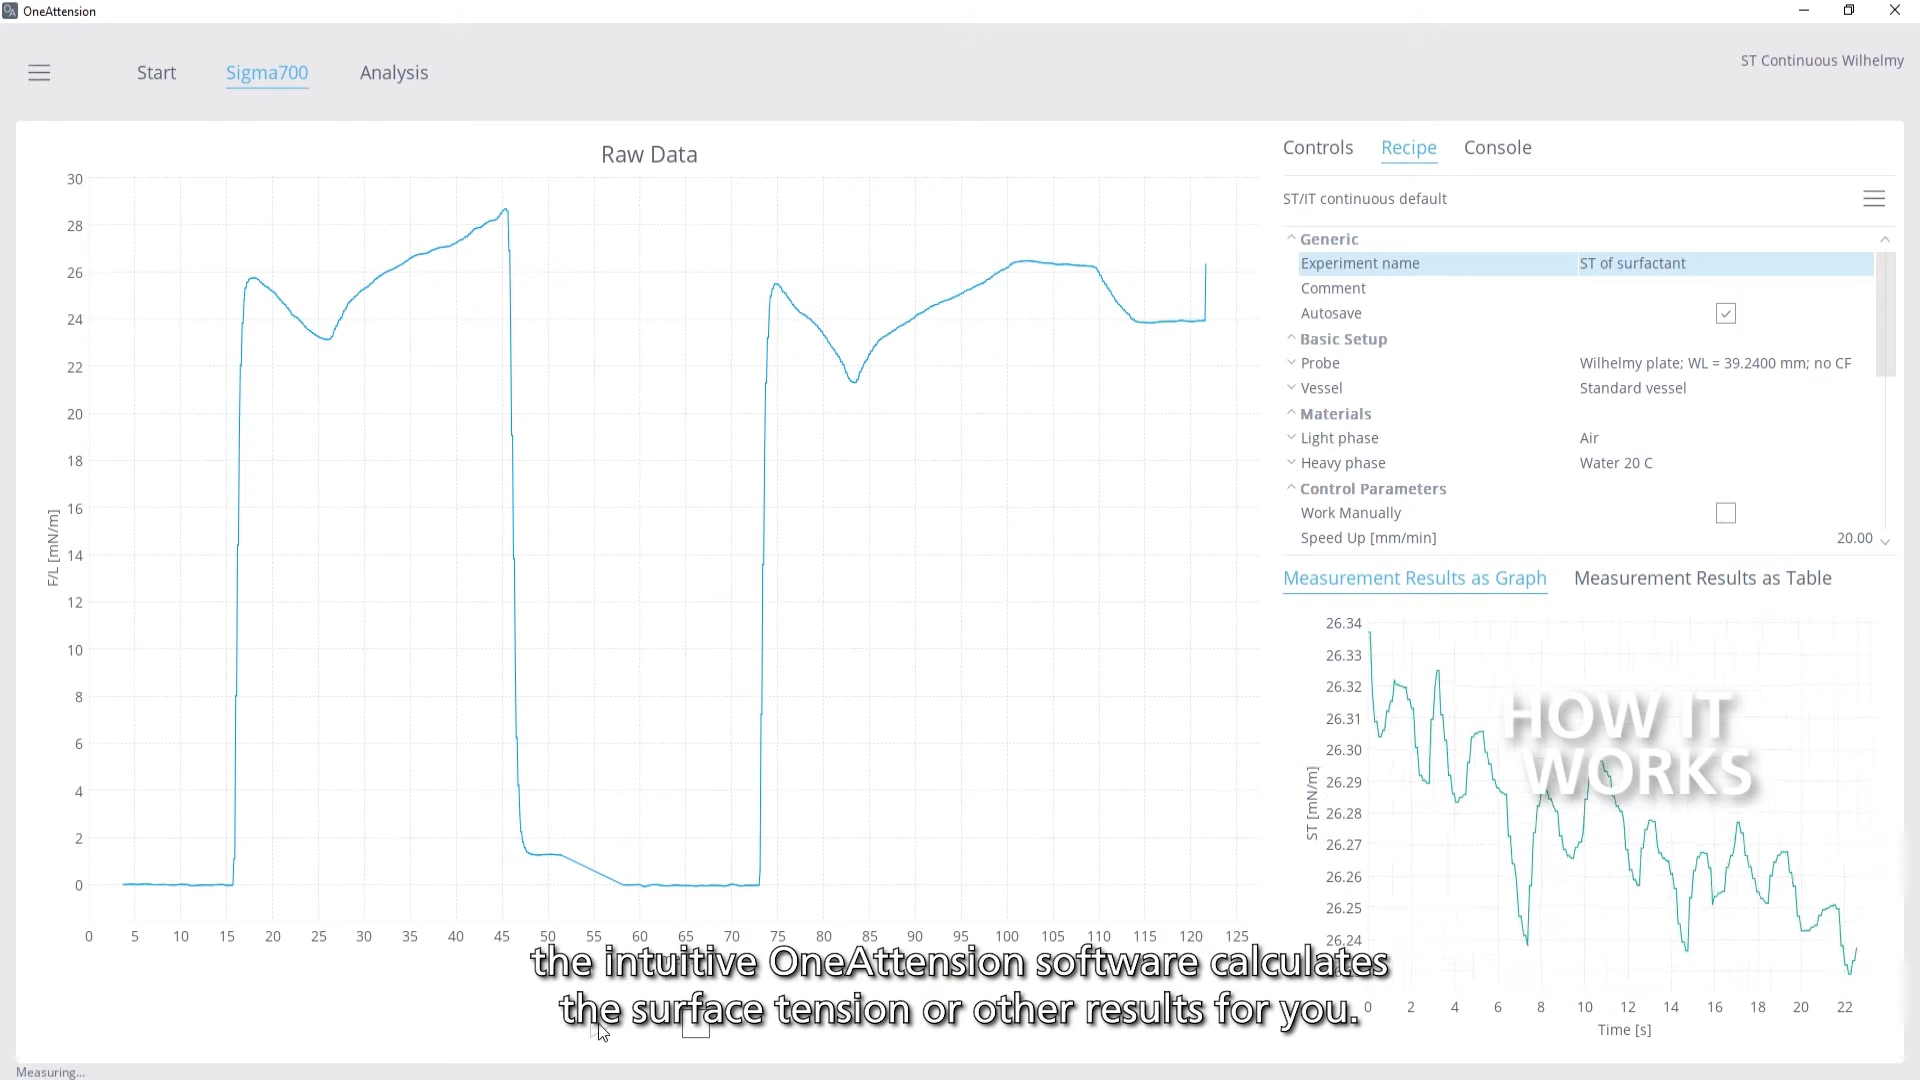 OneAttension
Start
Sigma700
Analysis
ST Continuous Wilhelmy
Raw Data
30
28
26
24
22
20
18
16
14
12
10
8
6
4
2
0
F/L [mN/m]
0 5 10 15 20 25 30 35 40 45 50 55 60 65 70 75 80 85 90 95 100 105 110 115 120 125
Controls
Recipe
Console
ST/IT continuous default
Generic
Experiment name ST of surfactant
Comment
Autosave
Basic Setup
Probe Wilhelmy plate; WL = 39.2400 mm; no CF
Vessel Standard vessel
Materials
Light phase Air
Heavy phase Water 20 C
Control Parameters
Work Manually
Speed Up [mm/min] 20.00
Measurement Results as Graph
Measurement Results as Table
26.34
26.33
26.32
26.31
26.30
26.29
26.28
26.27
26.26
26.25
26.24
ST [mN/m]
0 2 4 6 8 10 12 14 16 18 20 22
Time [s]
HOW IT
WORKS
the intuitive OneAttension software calculates
the surface tension or other results for you.
Measuring...